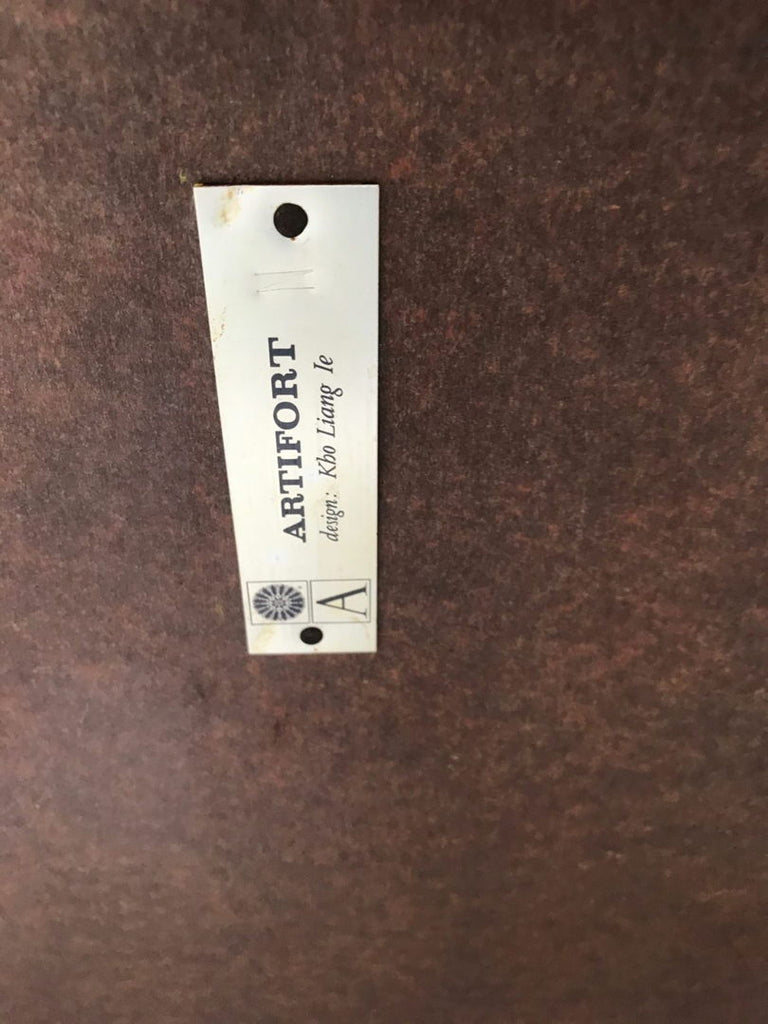 ARTIFORT
design: Kho Liang Ie
A